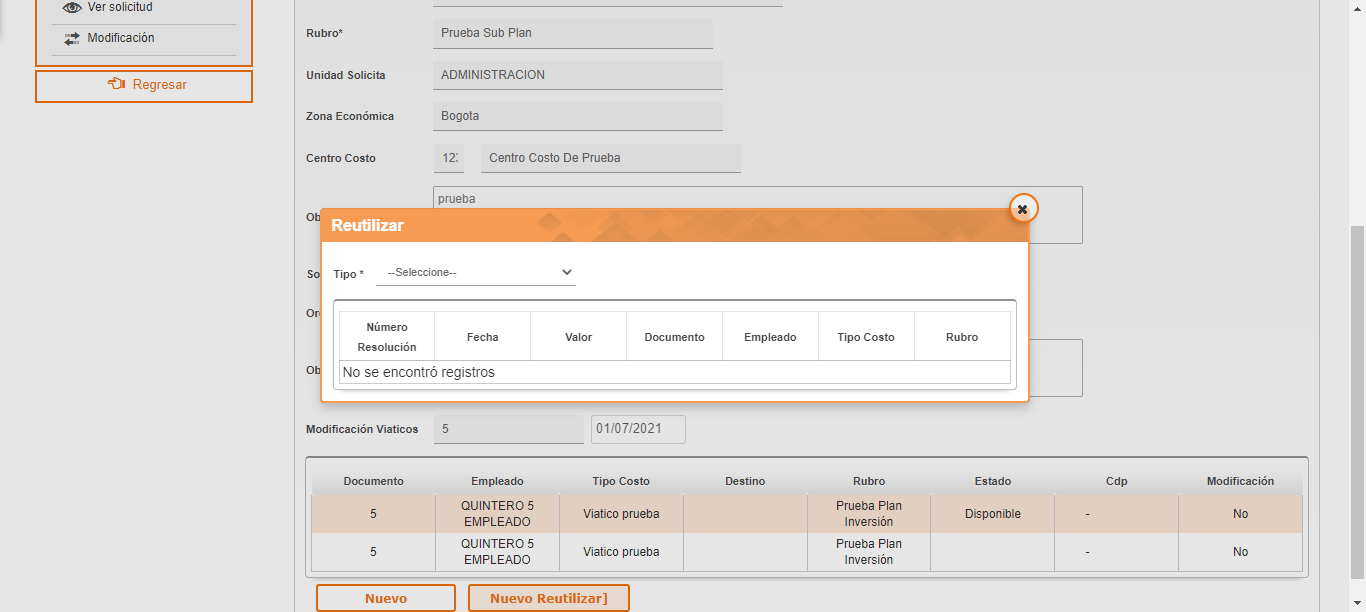 Ver solicitud
Modificación
Regresar
Rubro*
Prueba Sub Plan
Unidad Solicita
ADMINISTRACION
Zona Económica
Bogota
Centro Costo
Centro Costo De Prueba
prueba
Ob
Reutilizar
So
Tipo *
--Seleccione--
Número
Resolución
Fecha
Valor
Documento
Empleado
Tipo Costo
Rubro
No se encontró registros
Ob
Modificación Viaticos
5
01/07/2021
Documento
Empleado
Tipo Costo
Destino
Rubro
Estado
Cdp
Modificación
5
QUINTERO 5
EMPLEADO
Viatico prueba
Prueba Plan
Inversión
Disponible
-
No
5
QUINTERO 5
EMPLEADO
Viatico prueba
Prueba Plan
Inversión
-
No
Nuevo
Nuevo Reutilizar]